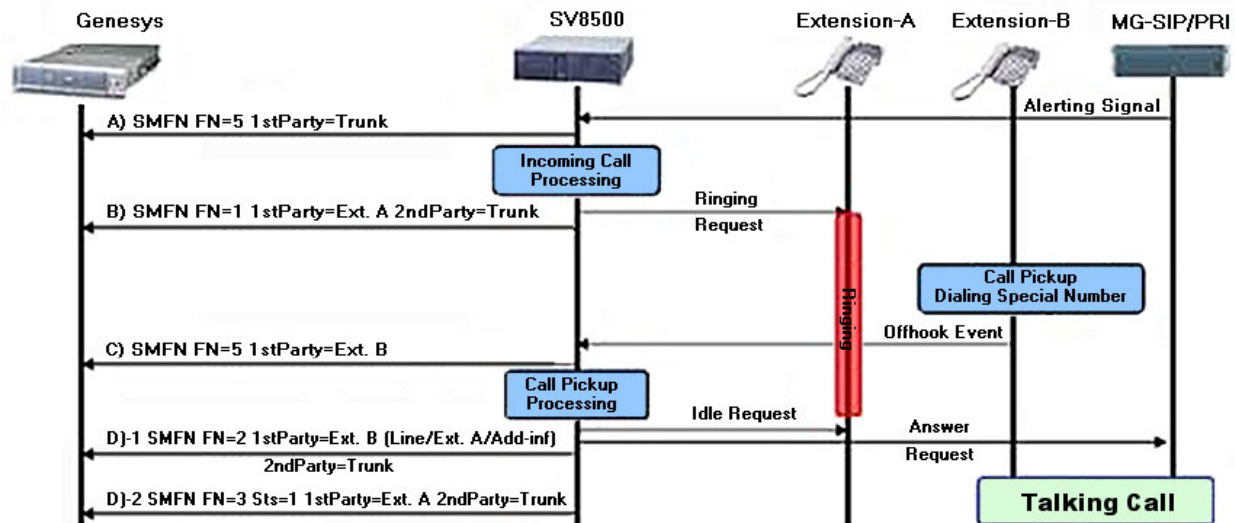 Genesys
SV8500
Extension-A
Extension-B
MG-SIP/PRI
Alerting Signal
A) SMFN FN=5 1stParty=Trunk
Incoming Call
Processing
Ringing
Request
B) SMFN FN=1 1stParty=Ext. A 2ndParty=Trunk
Ringing
Call Pickup
Dialing Special Number
Offhook Event
C) SMFN FN=5 1stParty=Ext. B
Call Pickup
Processing
Idle Request
Answer
Request
D)-1 SMFN FN=2 1stParty=Ext. B (Line/Ext. A/Add-inf)
2ndParty=Trunk
D)-2 SMFN FN=3 Sts=1 1stParty=Ext. A 2ndParty=Trunk
Talking Call